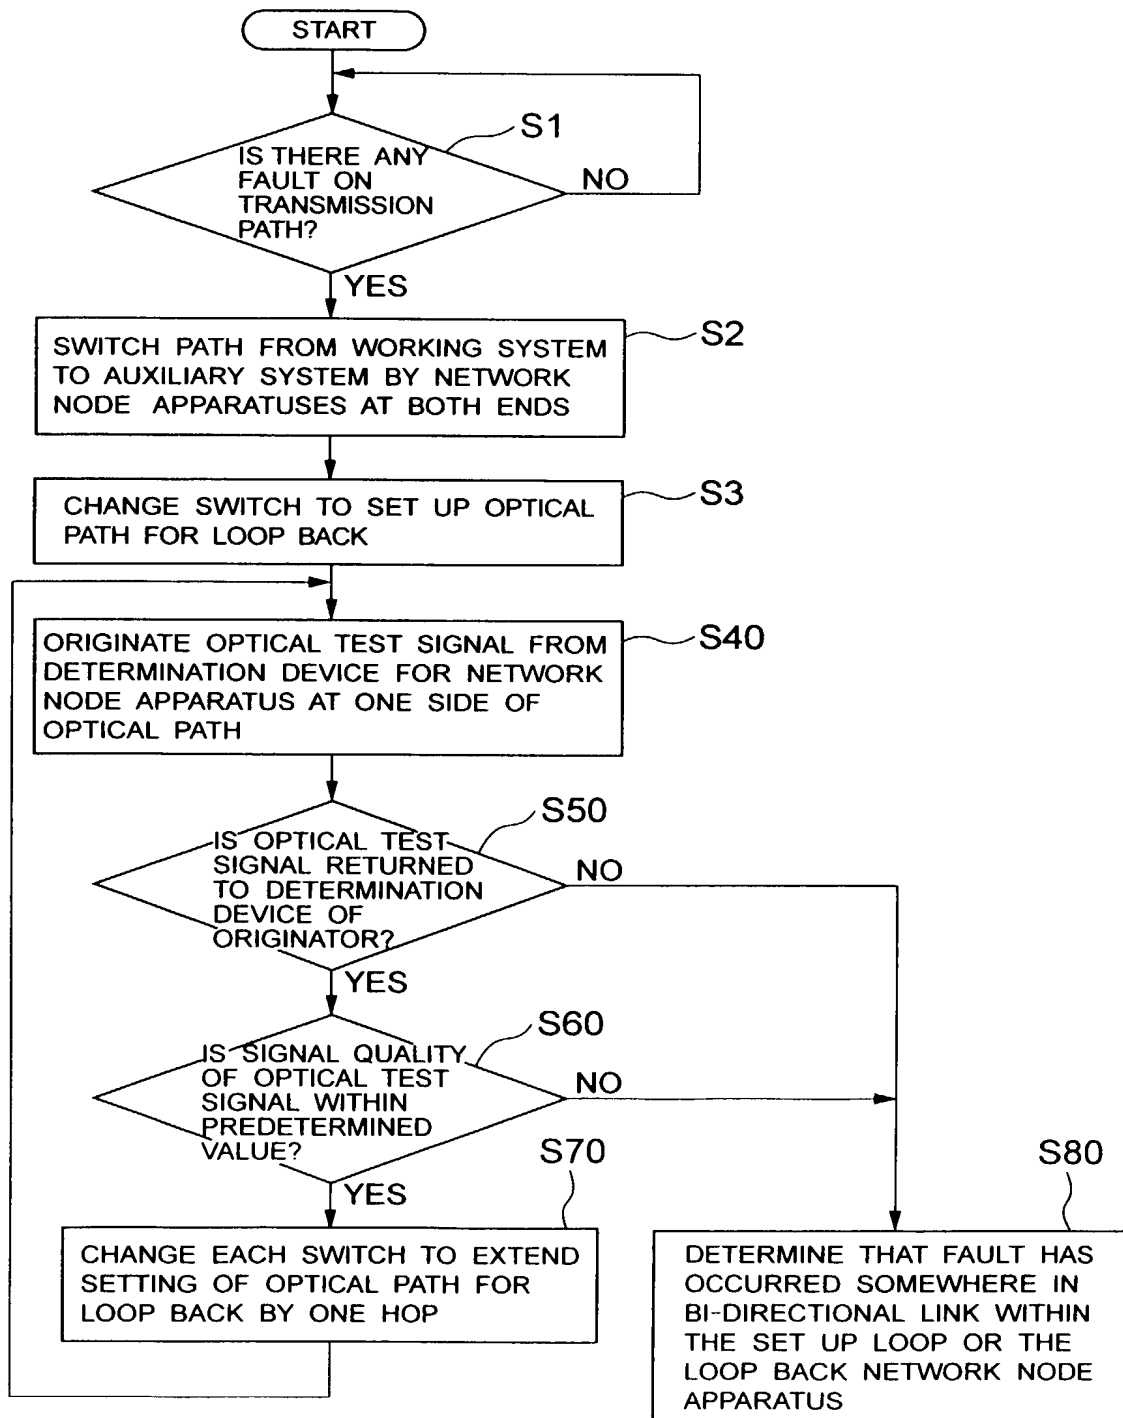 START
S1
IS THERE ANY
FAULT ON
TRANSMISSION
PATH?
NO
YES
S2
SWITCH PATH FROM WORKING SYSTEM
TO AUXILIARY SYSTEM BY NETWORK
NODE APPARATUSES AT BOTH ENDS
S3
CHANGE SWITCH TO SET UP OPTICAL
PATH FOR LOOP BACK
S40
ORIGINATE OPTICAL TEST SIGNAL FROM
DETERMINATION DEVICE FOR NETWORK
NODE APPARATUS AT ONE SIDE OF
OPTICAL PATH
S50
IS OPTICAL TEST
SIGNAL RETURNED
TO DETERMINATION
DEVICE OF
ORIGINATOR?
NO
YES
S60
IS SIGNAL QUALITY
OF OPTICAL TEST
SIGNAL WITHIN
PREDETERMINED
VALUE?
NO
YES
S70
CHANGE EACH SWITCH TO EXTEND
SETTING OF OPTICAL PATH FOR
LOOP BACK BY ONE HOP
S80
DETERMINE THAT FAULT HAS
OCCURRED SOMEWHERE IN
BI-DIRECTIONAL LINK WITHIN
THE SET UP LOOP OR THE
LOOP BACK NETWORK NODE
APPARATUS